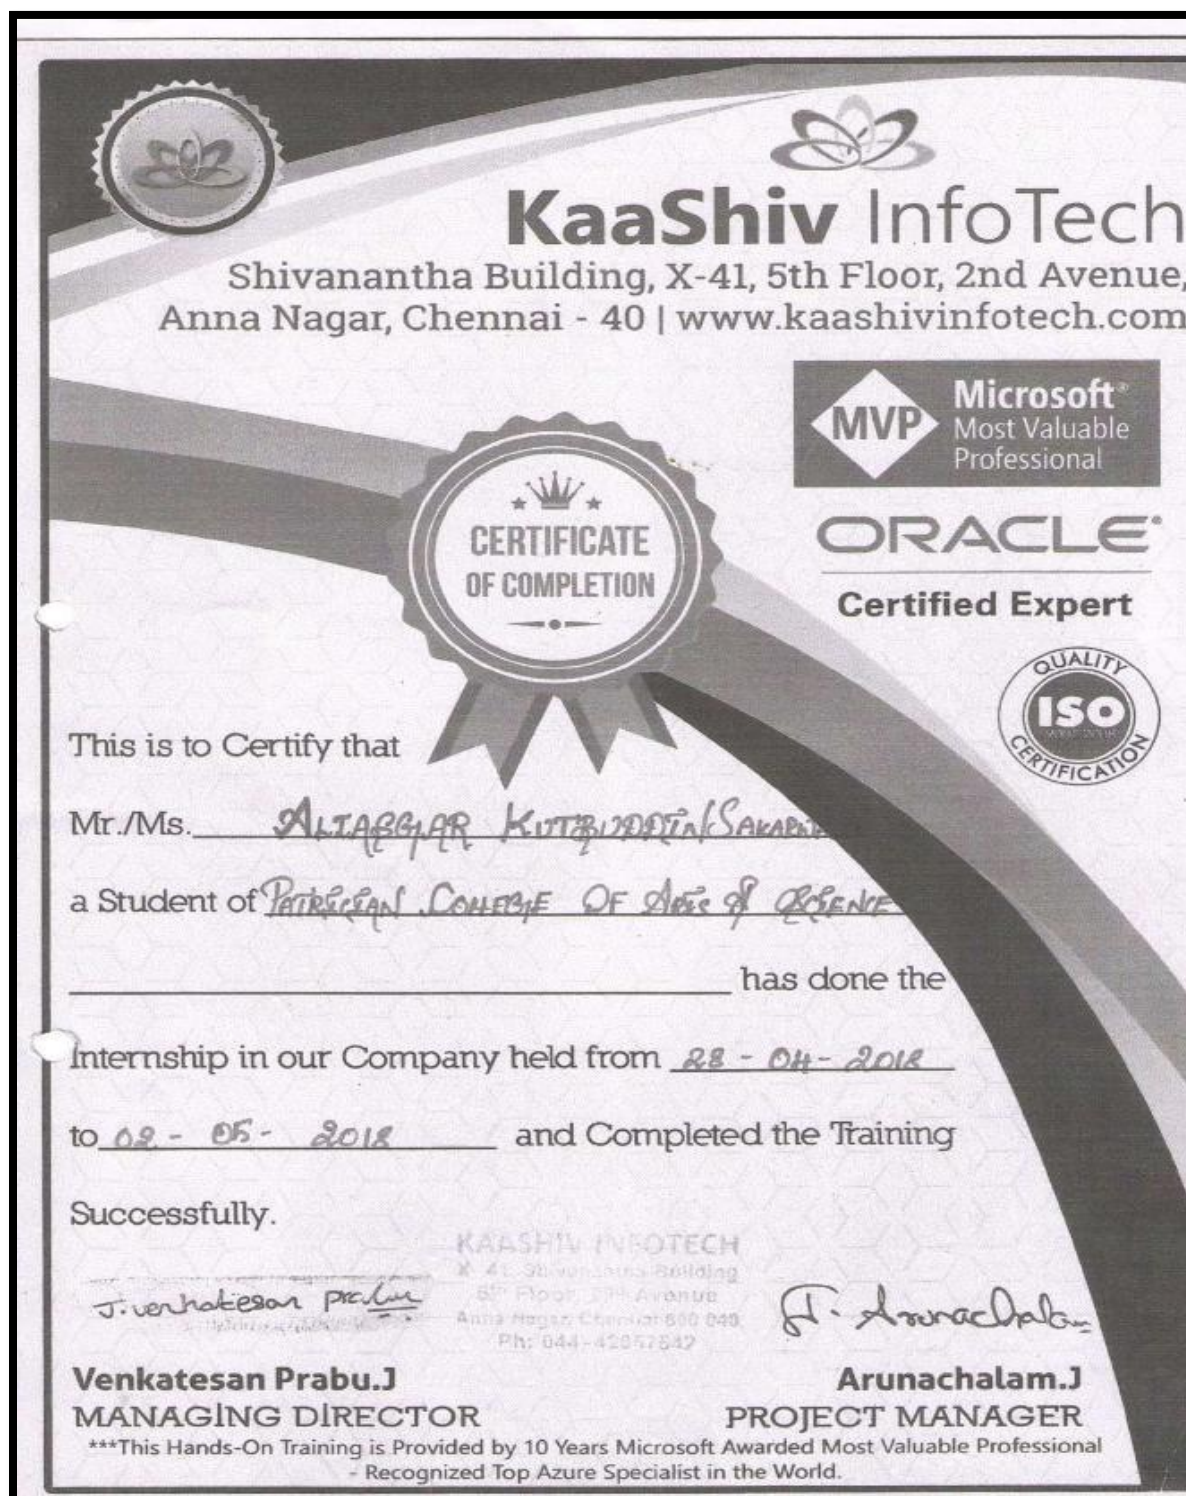 KaaShiv InfoTech
Shivanantha Building, X-41, 5th Floor, 2nd Avenue,
Anna Nagar, Chennai - 40 | www.kaashivinfotech.com
MVP
Microsoft®
Most Valuable
Professional
ORACLE
Certified Expert
CERTIFICATE
OF COMPLETION
QUALITY
ISO
CERTIFICATION
This is to Certify that
Mr./Ms.
a Student of PATRICIAN COLLEGE OF Arts & SCIENCE
has done the
Internship in our Company held from 28 - 04 - 2018
to 02 - 05 - 2018 and Completed the Training
Successfully.
KAASHIV INFOTECH
X-41, Shivanantha Building
5th Floor, 2nd Avenue
Anna Nagar, Chennai-600 040
J. Venkatesan Prabu
J. Arunachalam
Venkatesan Prabu.J
MANAGING DIRECTOR
Arunachalam.J
PROJECT MANAGER
***This Hands-On Training is Provided by 10 Years Microsoft Awarded Most Valuable Professional
- Recognized Top Azure Specialist in the World.